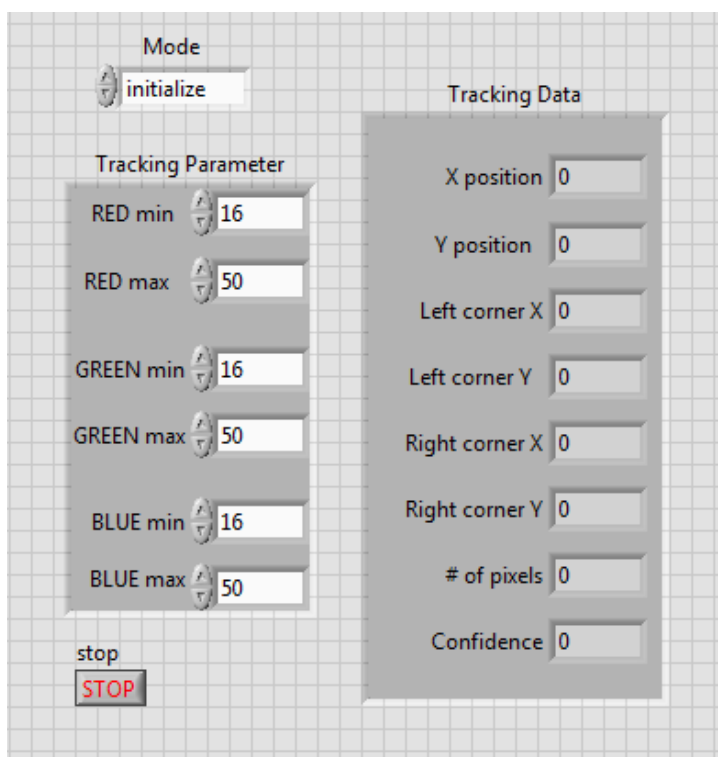 Mode
initialize
Tracking Parameter
RED min 16
RED max 50
GREEN min 16
GREEN max 50
BLUE min 16
BLUE max 50
stop
STOP
Tracking Data
X position 0
Y position 0
Left corner X 0
Left corner Y 0
Right corner X 0
Right corner Y 0
# of pixels 0
Confidence 0